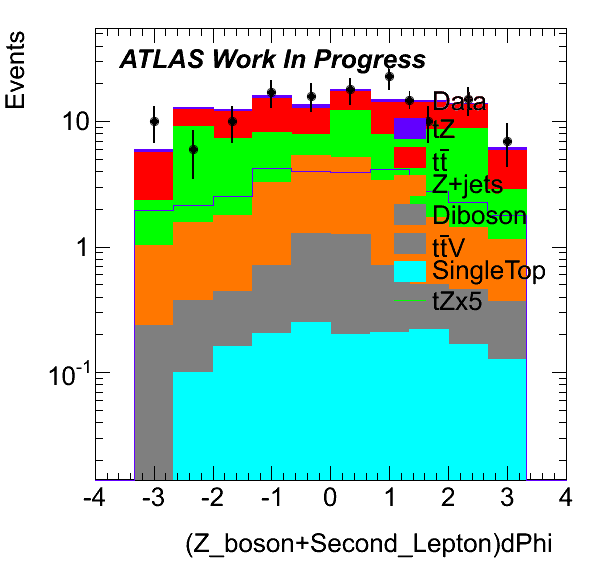 ATLAS Work In Progress
Events
10
1
10-1
Data
tZ
tt̄
Z+jets
Diboson
tt̄V
SingleTop
tZx5
-4 -3 -2 -1 0 1 2 3 4
(Z_boson+Second_Lepton)dPhi